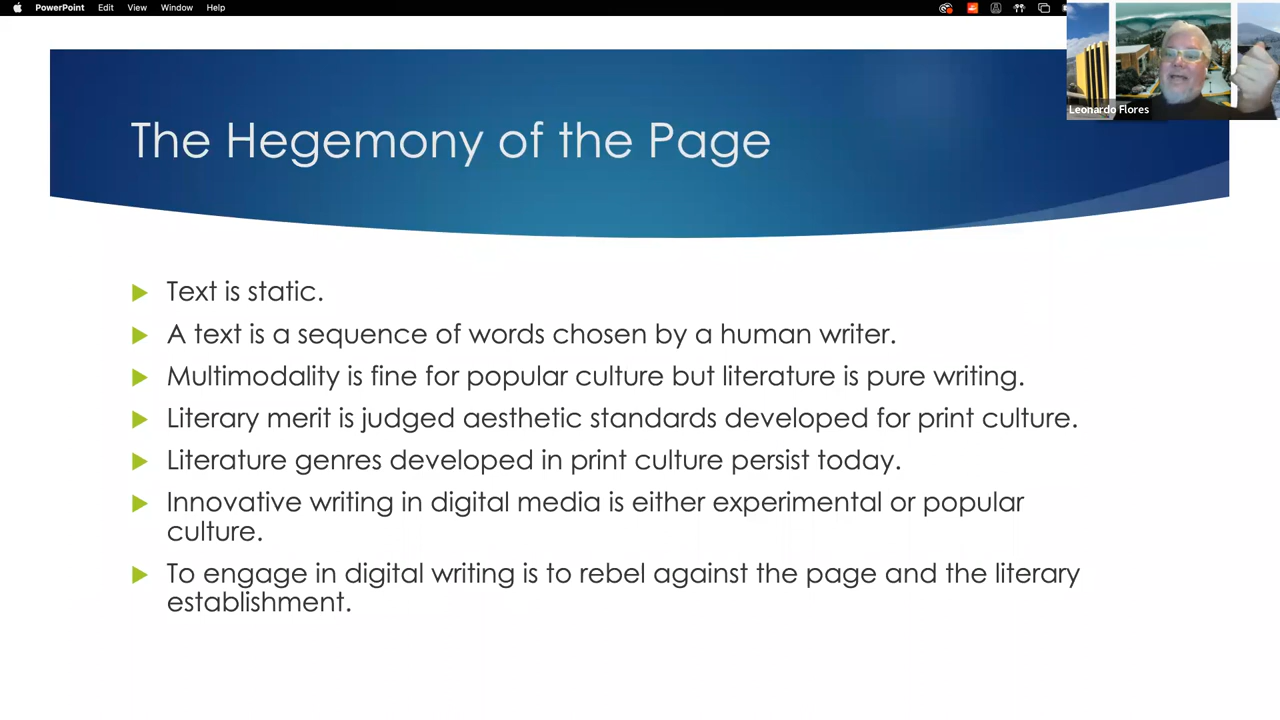 PowerPoint Edit View Window Help
Leonardo Flores
The Hegemony of the Page
Text is static.
A text is a sequence of words chosen by a human writer.
Multimodality is fine for popular culture but literature is pure writing.
Literary merit is judged aesthetic standards developed for print culture.
Literature genres developed in print culture persist today.
Innovative writing in digital media is either experimental or popular
culture.
To engage in digital writing is to rebel against the page and the literary
establishment.